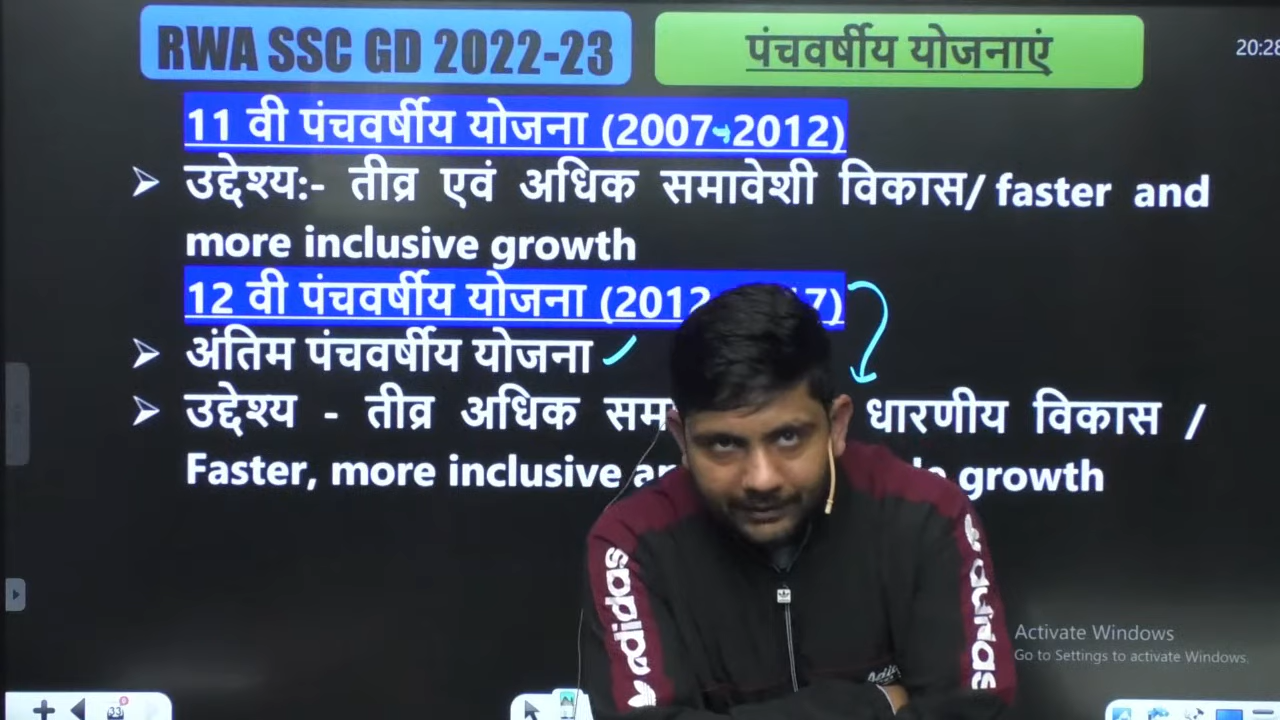 RWA SSC GD 2022-23
पंचवर्षीय योजनाएं
20:28
11 वी पंचवर्षीय योजना (2007-2012)
उद्देश्य:- तीव्र एवं अधिक समावेशी विकास/ faster and
more inclusive growth
12 वी पंचवर्षीय योजना (2012 7)
अंतिम पंचवर्षीय योजना
उद्देश्य - तीव्र अधिक धारणीय विकास /
Faster, more inclusive growth
adidas
adidas
Activate Windows
Go to Settings to activate Windows.